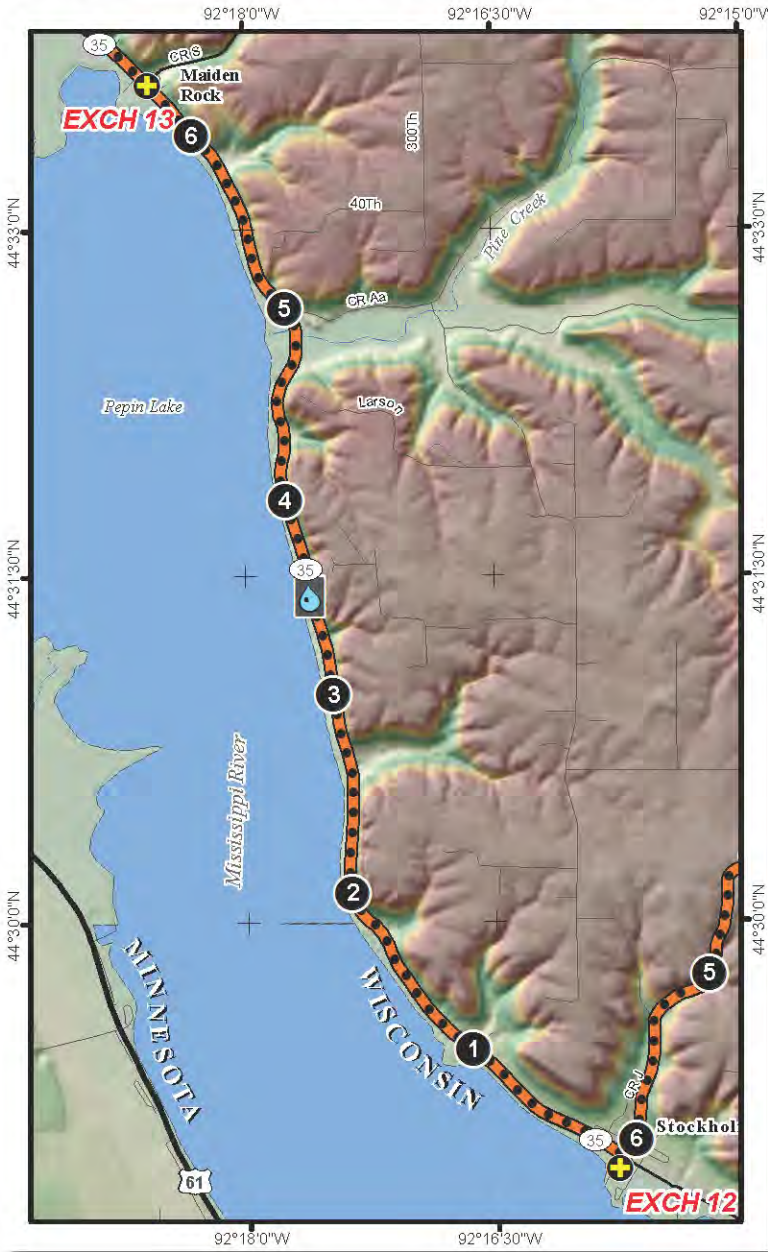 92°18'0"W
92°16'30"W
92°15'0"W
35
CR S
Maiden
Rock
EXCH 13
6
300Th
40Th
Pine Creek
44°33'0"N
44°33'0"N
CR Aa
5
Pepin Lake
Larson
4
35
44°31'30"N
44°31'30"N
3
Mississippi River
2
44°30'0"N
44°30'0"N
5
MINNESOTA
WISCONSIN
1
CR J
35
6
Stockhol
61
EXCH 12
92°18'0"W
92°16'30"W